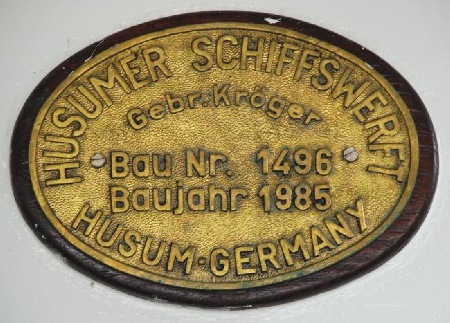 HUSUMER SCHIFFSWERFT
Gebr. Kröger
Bau Nr. 1496
Baujahr 1985
HUSUM-GERMANY